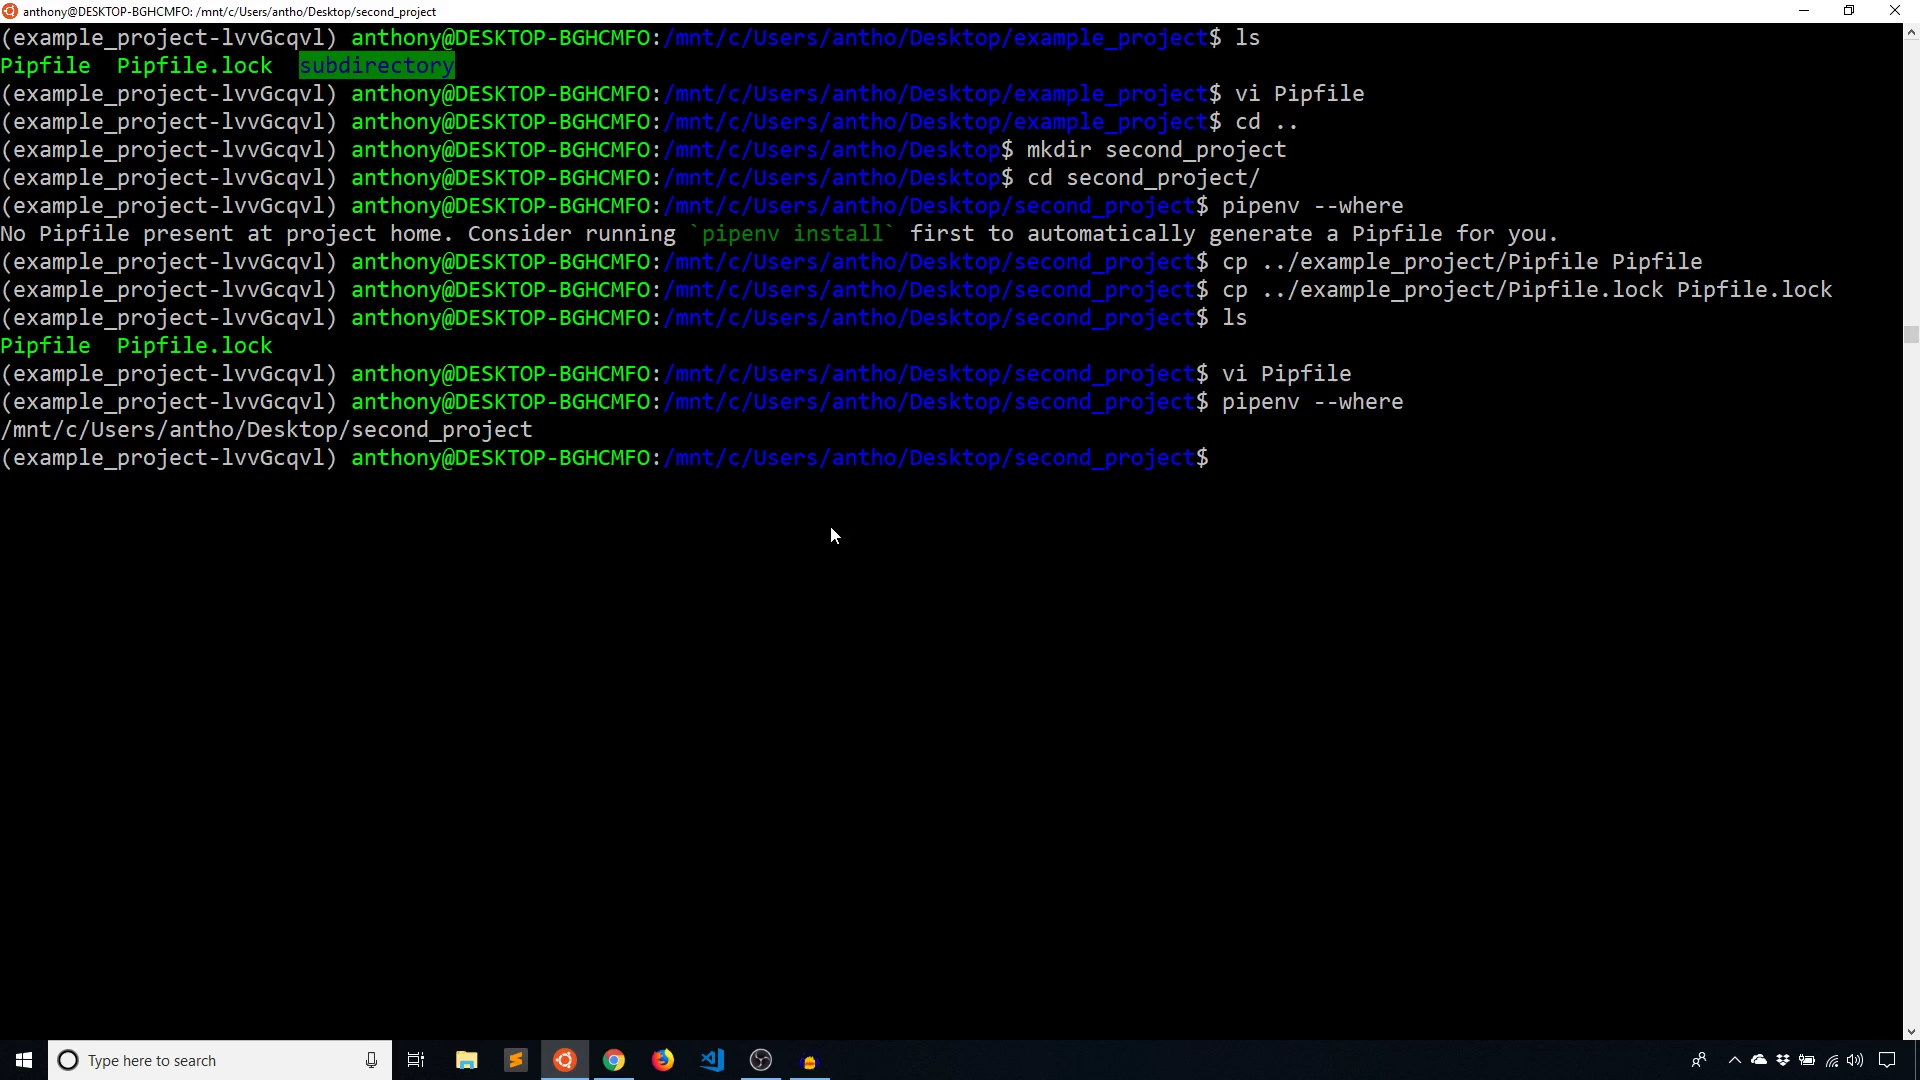 anthony@DESKTOP-BGHCMFO: /mnt/c/Users/antho/Desktop/second_project
(example_project-lvvGcqvl) anthony@DESKTOP-BGHCMFO:/mnt/c/Users/antho/Desktop/example_project$ ls
Pipfile  Pipfile.lock  subdirectory
(example_project-lvvGcqvl) anthony@DESKTOP-BGHCMFO:/mnt/c/Users/antho/Desktop/example_project$ vi Pipfile
(example_project-lvvGcqvl) anthony@DESKTOP-BGHCMFO:/mnt/c/Users/antho/Desktop/example_project$ cd ..
(example_project-lvvGcqvl) anthony@DESKTOP-BGHCMFO:/mnt/c/Users/antho/Desktop$ mkdir second_project
(example_project-lvvGcqvl) anthony@DESKTOP-BGHCMFO:/mnt/c/Users/antho/Desktop$ cd second_project/
(example_project-lvvGcqvl) anthony@DESKTOP-BGHCMFO:/mnt/c/Users/antho/Desktop/second_project$ pipenv --where
No Pipfile present at project home. Consider running `pipenv install` first to automatically generate a Pipfile for you.
(example_project-lvvGcqvl) anthony@DESKTOP-BGHCMFO:/mnt/c/Users/antho/Desktop/second_project$ cp ../example_project/Pipfile Pipfile
(example_project-lvvGcqvl) anthony@DESKTOP-BGHCMFO:/mnt/c/Users/antho/Desktop/second_project$ cp ../example_project/Pipfile.lock Pipfile.lock
(example_project-lvvGcqvl) anthony@DESKTOP-BGHCMFO:/mnt/c/Users/antho/Desktop/second_project$ ls
Pipfile  Pipfile.lock
(example_project-lvvGcqvl) anthony@DESKTOP-BGHCMFO:/mnt/c/Users/antho/Desktop/second_project$ vi Pipfile
(example_project-lvvGcqvl) anthony@DESKTOP-BGHCMFO:/mnt/c/Users/antho/Desktop/second_project$ pipenv --where
/mnt/c/Users/antho/Desktop/second_project
(example_project-lvvGcqvl) anthony@DESKTOP-BGHCMFO:/mnt/c/Users/antho/Desktop/second_project$
Type here to search